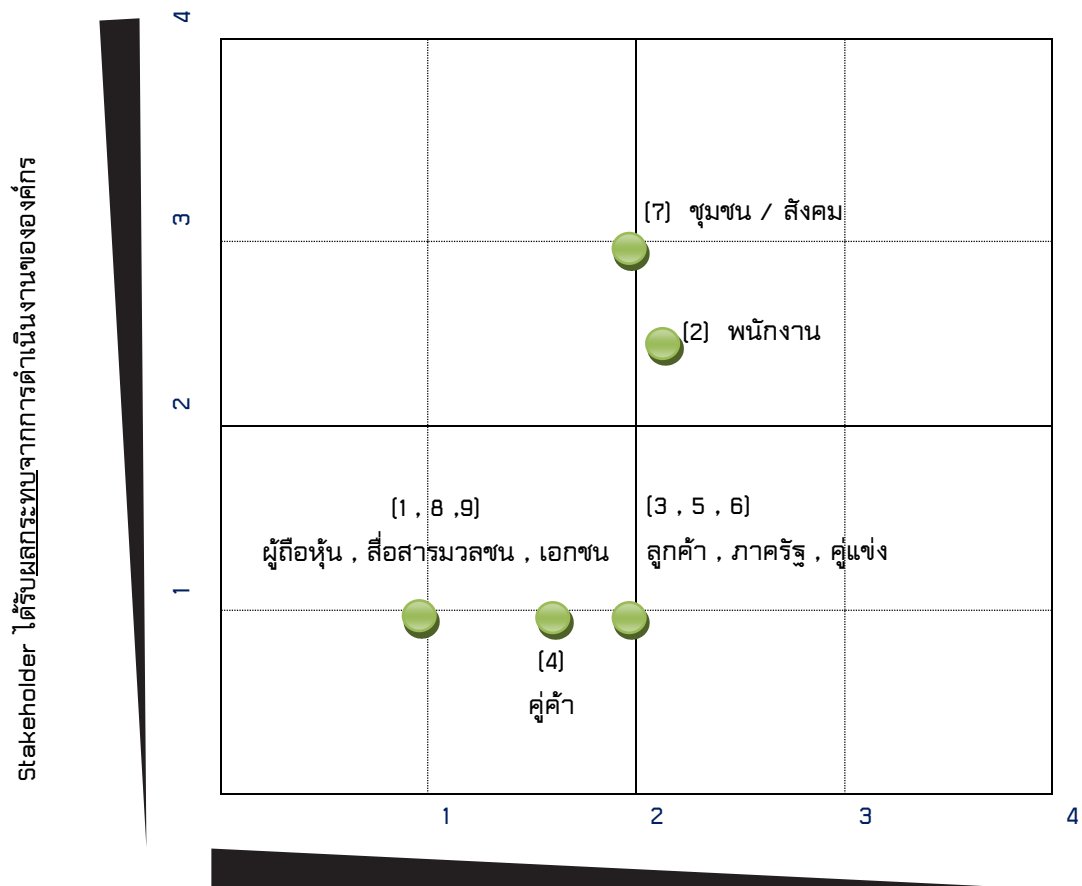 4
3
2
1
Stakeholder ได้รับผลกระทบจากการดำเนินงานขององค์กร
(7) ชุมชน / สังคม
(2) พนักงาน
(1 , 8 ,9)
ผู้ถือหุ้น , สื่อสารมวลชน , เอกชน
(3 , 5 , 6)
ลูกค้า , ภาครัฐ , คู่แข่ง
(4)
คู่ค้า
1 2 3 4